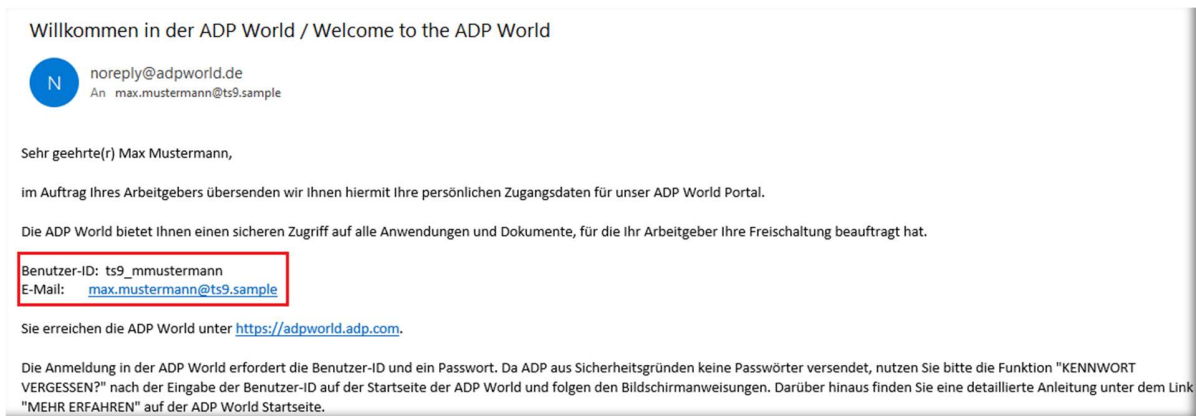 Willkommen in der ADP World / Welcome to the ADP World
N
noreply@adpworld.de
An max.mustermann@ts9.sample
Sehr geehrte(r) Max Mustermann,
im Auftrag Ihres Arbeitgebers übersenden wir Ihnen hiermit Ihre persönlichen Zugangsdaten für unser ADP World Portal.
Die ADP World bietet Ihnen einen sicheren Zugriff auf alle Anwendungen und Dokumente, für die Ihr Arbeitgeber Ihre Freischaltung beauftragt hat.
Benutzer-ID: ts9_mmustermann
E-Mail: max.mustermann@ts9.sample
Sie erreichen die ADP World unter https://adpworld.adp.com.
Die Anmeldung in der ADP World erfordert die Benutzer-ID und ein Passwort. Da ADP aus Sicherheitsgründen keine Passwörter versendet, nutzen Sie bitte die Funktion "KENNWORT
VERGESSEN?" nach der Eingabe der Benutzer-ID auf der Startseite der ADP World und folgen den Bildschirmanweisungen. Darüber hinaus finden Sie eine detaillierte Anleitung unter dem Link
"MEHR ERFAHREN" auf der ADP World Startseite.